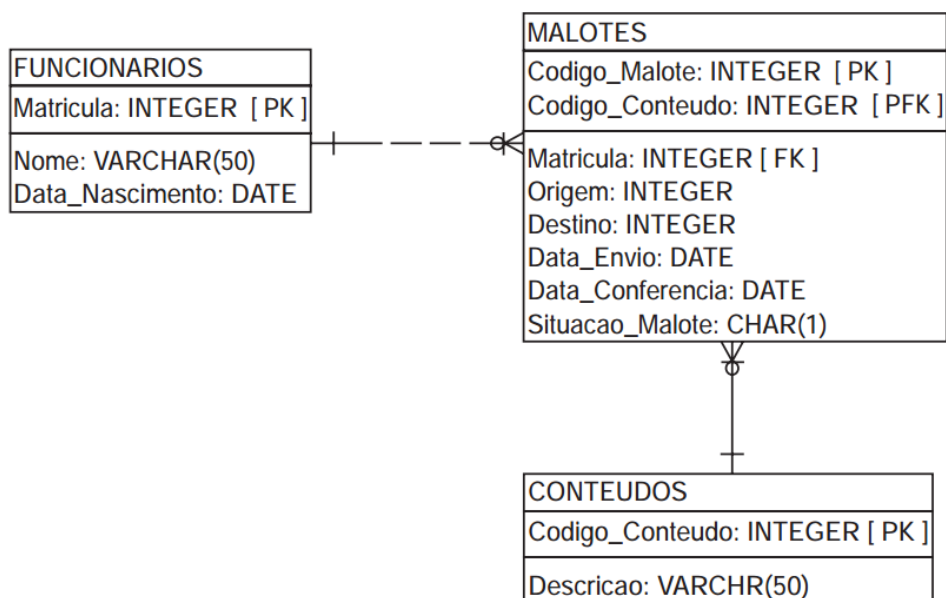 FUNCIONARIOS
Matricula: INTEGER [ PK ]
Nome: VARCHAR(50)
Data_Nascimento: DATE
MALOTES
Codigo_Malote: INTEGER [ PK ]
Codigo_Conteudo: INTEGER [ PFK ]
Matricula: INTEGER [ FK ]
Origem: INTEGER
Destino: INTEGER
Data_Envio: DATE
Data_Conferencia: DATE
Situacao_Malote: CHAR(1)
CONTEUDOS
Codigo_Conteudo: INTEGER [ PK ]
Descricao: VARCHR(50)